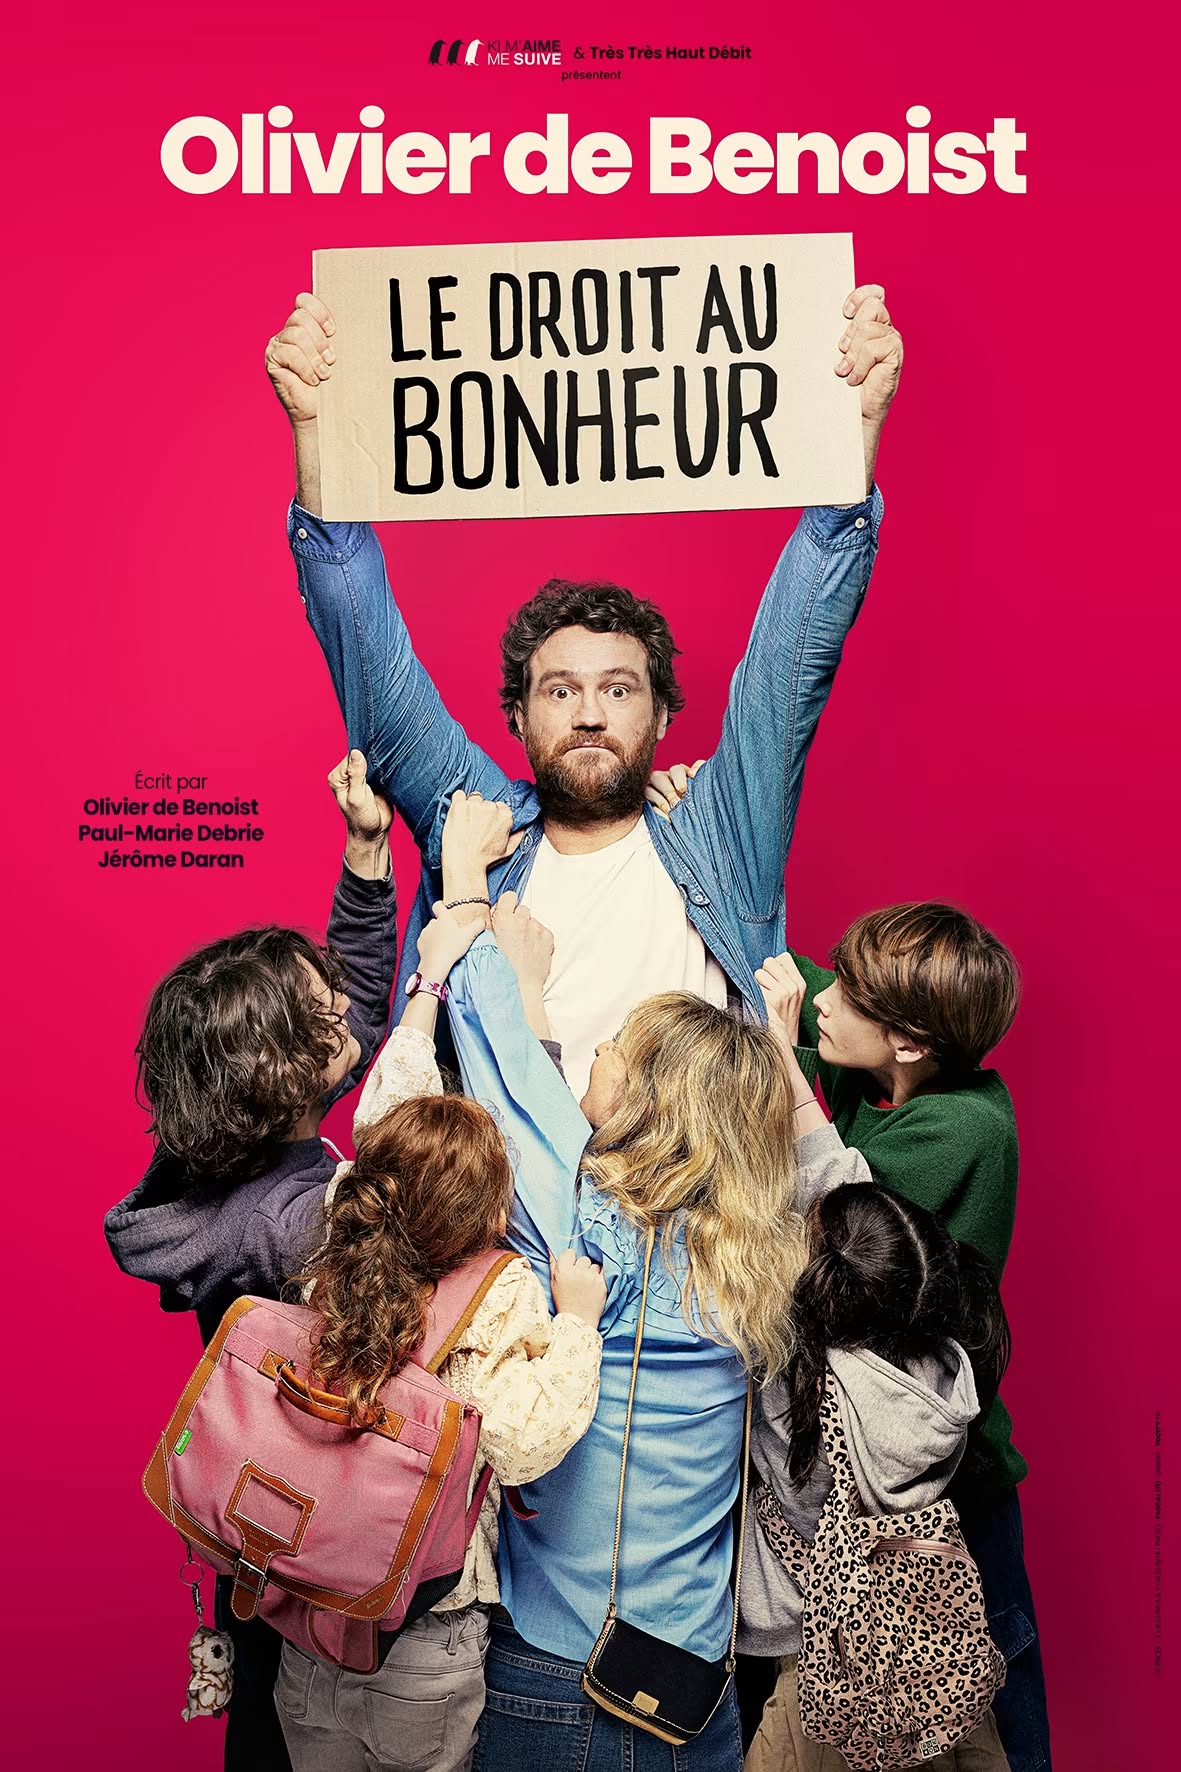 KI M'AIME
ME SUIVE & Très Très Haut Débit
présentent
Olivier de Benoist
LE DROIT AU
BONHEUR
Écrit par
Olivier de Benoist
Paul-Marie Debrie
Jérôme Daran